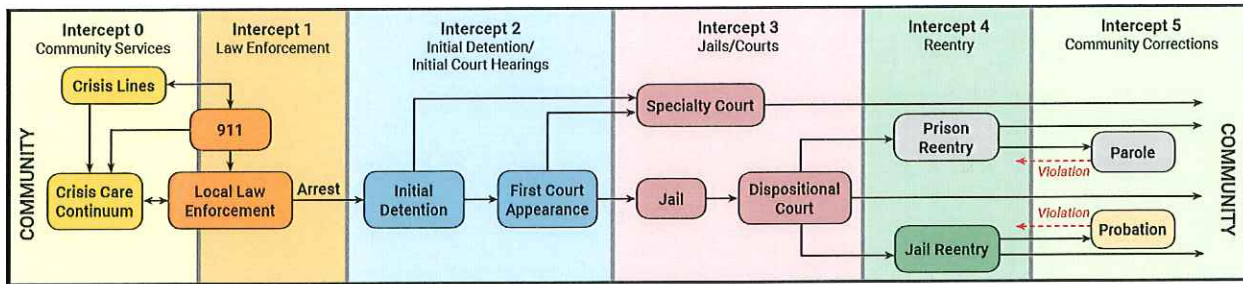 Intercept 0
Community Services
Intercept 1
Law Enforcement
Intercept 2
Initial Detention/
Initial Court Hearings
Intercept 3
Jails/Courts
Intercept 4
Reentry
Intercept 5
Community Corrections
COMMUNITY
Crisis Lines
911
Crisis Care
Continuum
Local Law
Enforcement
Arrest
Initial
Detention
First Court
Appearance
Specialty Court
Jail
Dispositional
Court
Prison
Reentry
Parole
Violation
Violation
Probation
Jail Reentry
COMMUNITY